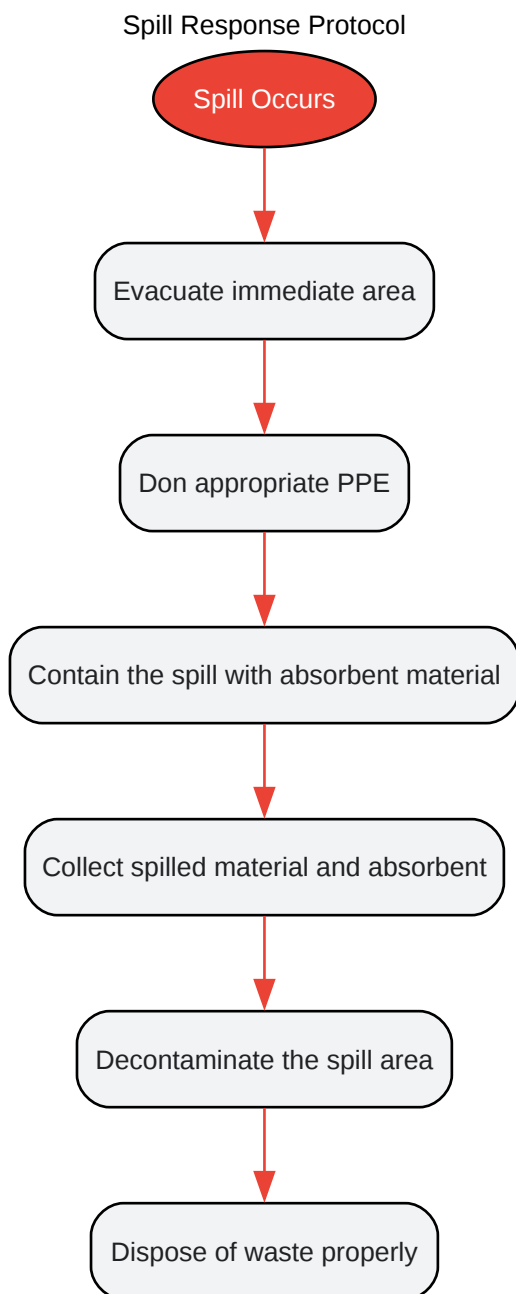 Spill Response Protocol
Spill Occurs
Evacuate immediate area
Don appropriate PPE
Contain the spill with absorbent material
Collect spilled material and absorbent
Decontaminate the spill area
Dispose of waste properly